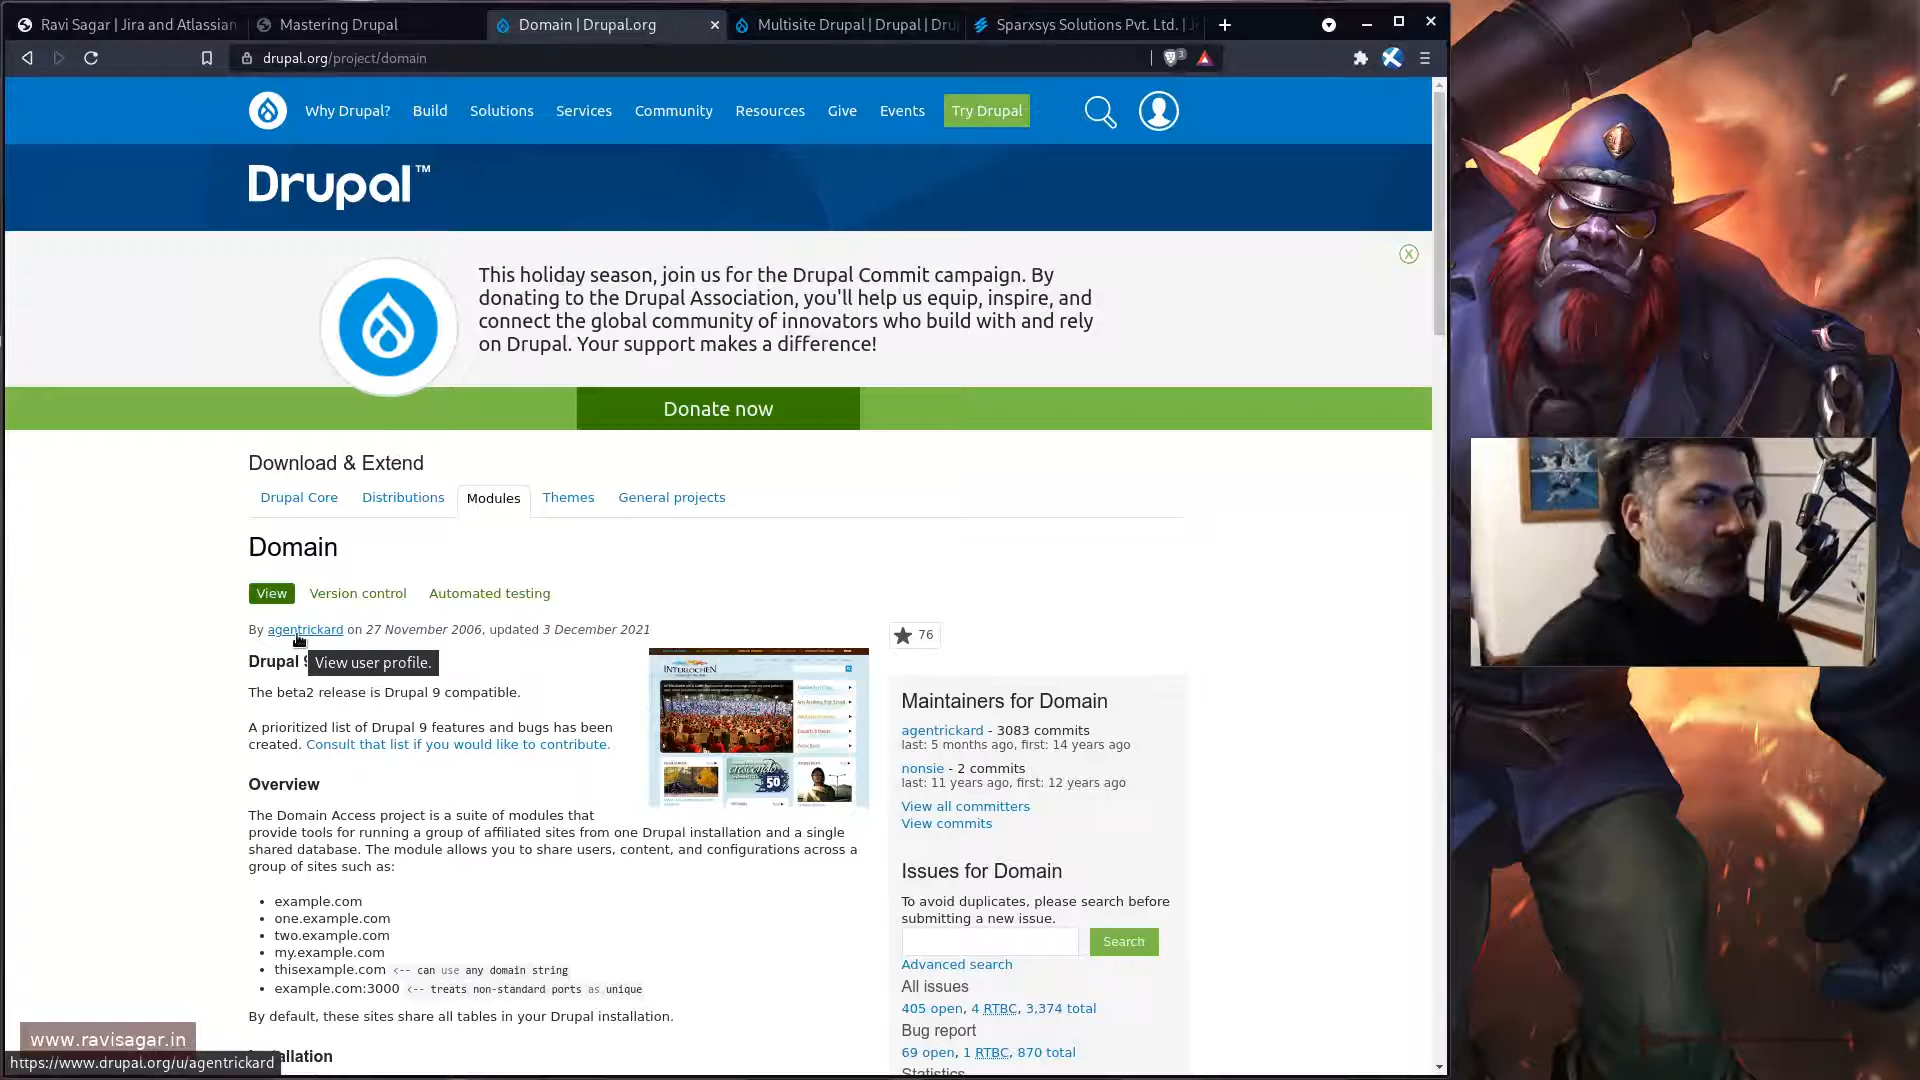 Ravi Sagar | Jira and Atlassian
Mastering Drupal
Domain | Drupal.org
Multisite Drupal | Drupal | Dru
Sparxsys Solutions Pvt. Ltd. |
drupal.org/project/domain
3
Why Drupal?
Build
Solutions
Services
Community
Resources
Give
Events
Try Drupal
Drupal™
This holiday season, join us for the Drupal Commit campaign. By
donating to the Drupal Association, you'll help us equip, inspire, and
connect the global community of innovators who build with and rely
on Drupal. Your support makes a difference!
X
Donate now
Download & Extend
Drupal Core
Distributions
Modules
Themes
General projects
Domain
View
Version control
Automated testing
By agentrickard on 27 November 2006, updated 3 December 2021
View user profile.
Drupal
The beta2 release is Drupal 9 compatible.
A prioritized list of Drupal 9 features and bugs has been
created. Consult that list if you would like to contribute.
INTERLOCHEN
50
Overview
The Domain Access project is a suite of modules that
provide tools for running a group of affiliated sites from one Drupal installation and a single
shared database. The module allows you to share users, content, and configurations across a
group of sites such as:
• example.com
• one.example.com
• two.example.com
• my.example.com
• thisexample.com <-- can use any domain string
• example.com:3000 <-- treats non-standard ports as unique
By default, these sites share all tables in your Drupal installation.
allation
76
Maintainers for Domain
agentrickard - 3083 commits
last: 5 months ago, first: 14 years ago
nonsie - 2 commits
last: 11 years ago, first: 12 years ago
View all committers
View commits
Issues for Domain
To avoid duplicates, please search before
submitting a new issue.
Search
Advanced search
All issues
405 open, 4 RTBC, 3,374 total
Bug report
69 open, 1 RTBC, 870 total
Statistics
www.ravisagar.in
https://www.drupal.org/u/agentrickard